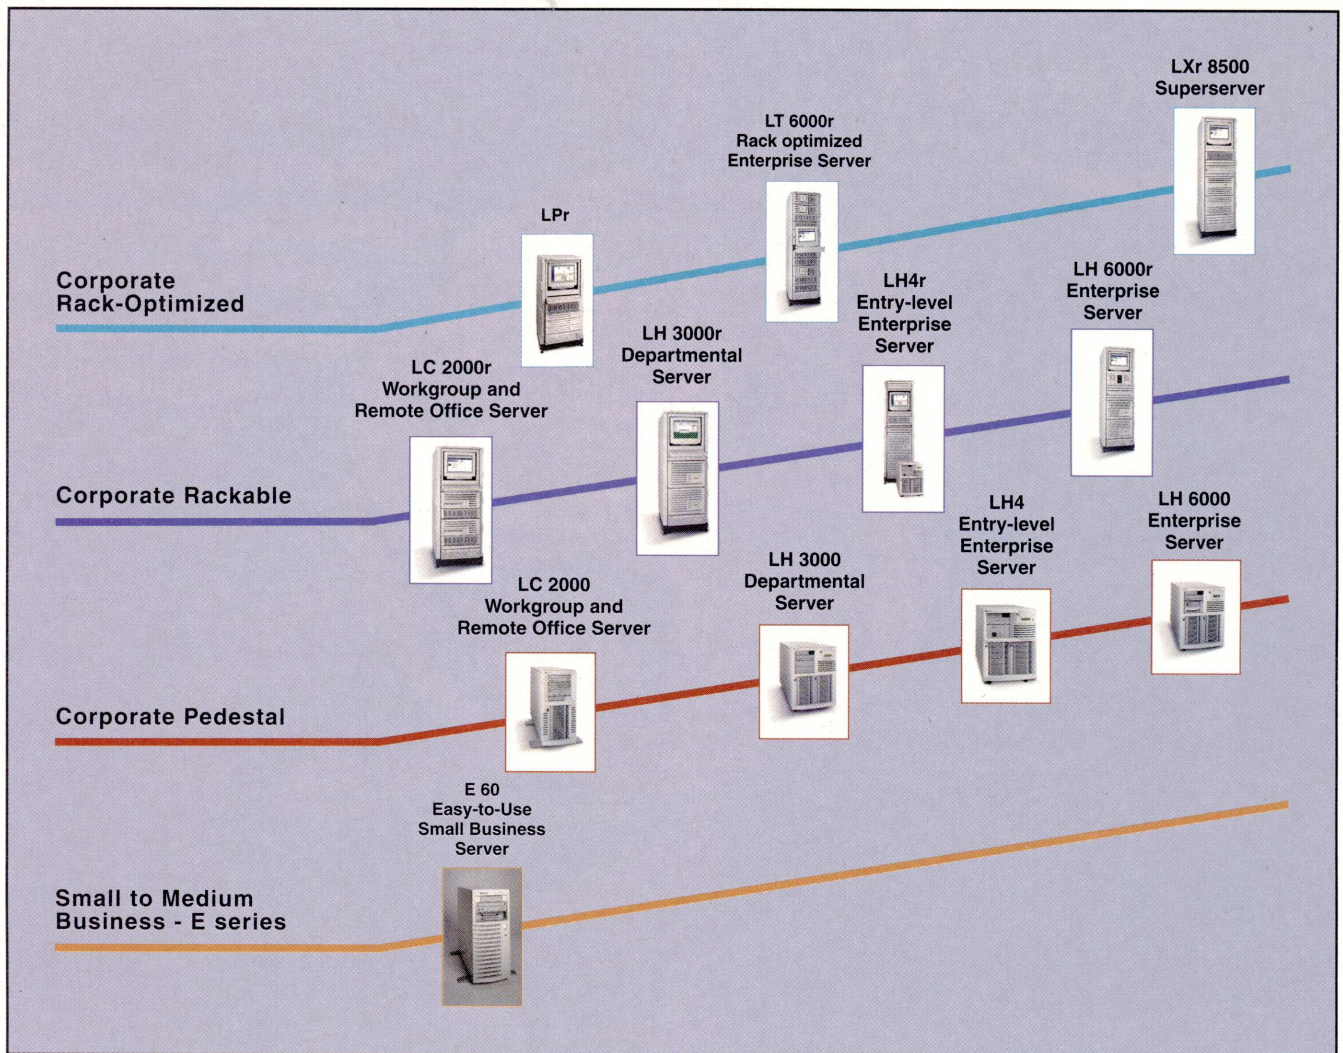 LXr 8500
Superserver
LT 6000r
Rack optimized
Enterprise Server
LPr
Corporate
Rack-Optimized
LH4r
Entry-level
Enterprise
Server
LH 6000r
Enterprise
Server
LH 3000r
Departmental
Server
LC 2000r
Workgroup and
Remote Office Server
Corporate Rackable
LH4
Entry-level
Enterprise
Server
LH 6000
Enterprise
Server
LH 3000
Departmental
Server
LC 2000
Workgroup and
Remote Office Server
Corporate Pedestal
E 60
Easy-to-Use
Small Business
Server
Small to Medium
Business - E series